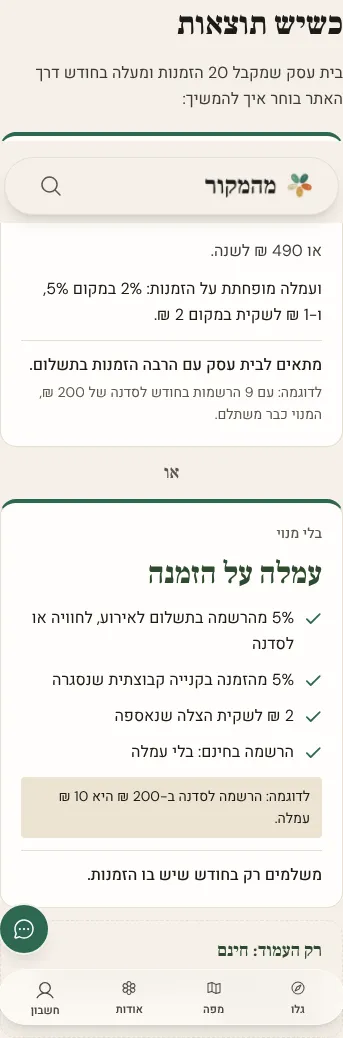 כשיש תוצאות
בית עסק שמקבל 20 הזמנות ומעלה בחודש דרך
האתר בוחר איך להמשיך:
מהמקור
או 490 ₪ לשנה.
ועמלה מופחתת על הזמנות: 2% במקום 5%,
ו-1 ₪ לשקית במקום 2 ₪.
מתאים לבית עסק עם הרבה הזמנות בתשלום.
לדוגמה: עם 9 הרשמות בחודש לסדנה של 200 ₪,
המנוי כבר משתלם.
או
בלי מנוי
עמלה על הזמנה
5% מהרשמה בתשלום לאירוע, לחוויה או
לסדנה
5% מהזמנה בקנייה קבוצתית שנסגרה
2 ₪ לשקית הצלה שנאספה
הרשמה בחינם: בלי עמלה
לדוגמה: הרשמה לסדנה ב-200 ₪ היא 10 ₪
עמלה.
משלמים רק בחודש שיש בו הזמנות.
רק העמוד: חינם
גלו
מפה
אודות
חשבון